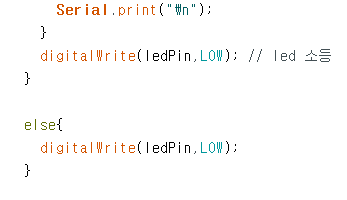 Serial.print("₩n");
}
digitalWrite(ledPin,LOW); // led 소등
}
else{
digitalWrite(ledPin,LOW);
}